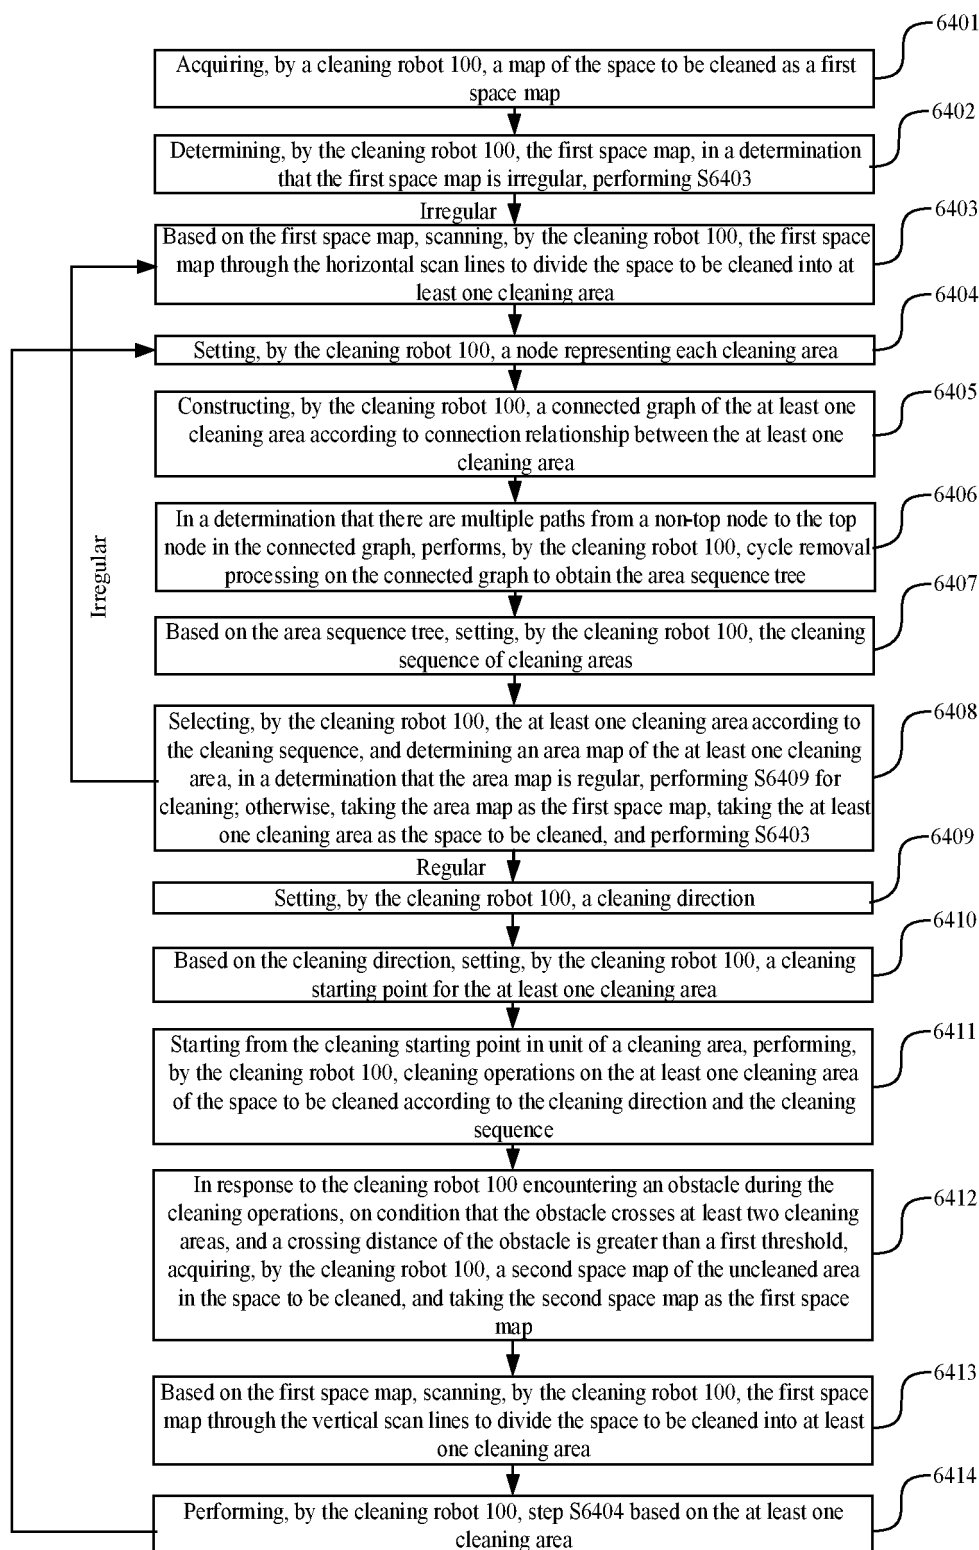 6401
Acquiring, by a cleaning robot 100, a map of the space to be cleaned as a first
space map
6402
Determining, by the cleaning robot 100, the first space map, in a determination
that the first space map is irregular, performing S6403
Irregular
6403
Based on the first space map, scanning, by the cleaning robot 100, the first space
map through the horizontal scan lines to divide the space to be cleaned into at
least one cleaning area
6404
Setting, by the cleaning robot 100, a node representing each cleaning area
6405
Constructing, by the cleaning robot 100, a connected graph of the at least one
cleaning area according to connection relationship between the at least one
cleaning area
6406
In a determination that there are multiple paths from a non-top node to the top
node in the connected graph, performs, by the cleaning robot 100, cycle removal
processing on the connected graph to obtain the area sequence tree
Irregular
6407
Based on the area sequence tree, setting, by the cleaning robot 100, the cleaning
sequence of cleaning areas
6408
Selecting, by the cleaning robot 100, the at least one cleaning area according to
the cleaning sequence, and determining an area map of the at least one cleaning
area, in a determination that the area map is regular, performing S6409 for
cleaning; otherwise, taking the area map as the first space map, taking the at least
one cleaning area as the space to be cleaned, and performing S6403
Regular
6409
Setting, by the cleaning robot 100, a cleaning direction
6410
Based on the cleaning direction, setting, by the cleaning robot 100, a cleaning
starting point for the at least one cleaning area
6411
Starting from the cleaning starting point in unit of a cleaning area, performing,
by the cleaning robot 100, cleaning operations on the at least one cleaning area
of the space to be cleaned according to the cleaning direction and the cleaning
sequence
6412
In response to the cleaning robot 100 encountering an obstacle during the
cleaning operations, on condition that the obstacle crosses at least two cleaning
areas, and a crossing distance of the obstacle is greater than a first threshold,
acquiring, by the cleaning robot 100, a second space map of the uncleaned area
in the space to be cleaned, and taking the second space map as the first space
map
6413
Based on the first space map, scanning, by the cleaning robot 100, the first space
map through the vertical scan lines to divide the space to be cleaned into at least
one cleaning area
6414
Performing, by the cleaning robot 100, step S6404 based on the at least one
cleaning area